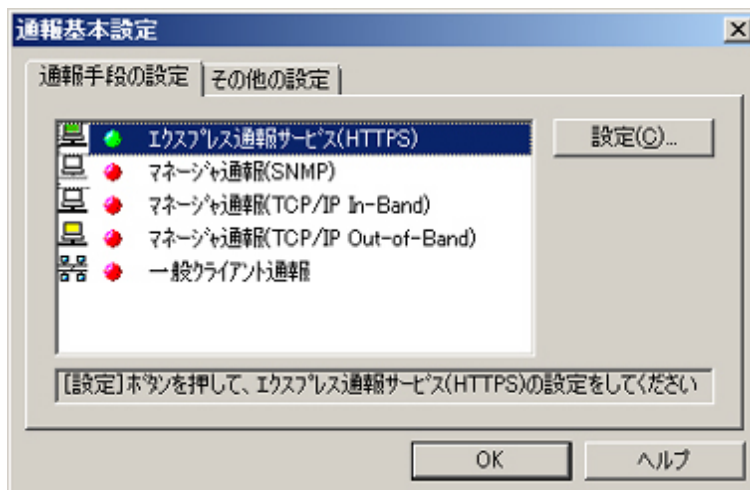 通報基本設定
通報手段の設定 その他の設定
エクスプレス通報サービス(HTTPS) 設定(C)...
マネージャ通報(SNMP)
マネージャ通報(TCP/IP In-Band)
マネージャ通報(TCP/IP Out-of-Band)
一般クライアント通報
[設定]ボタンを押して、エクスプレス通報サービス(HTTPS)の設定をしてください
OK ヘルプ